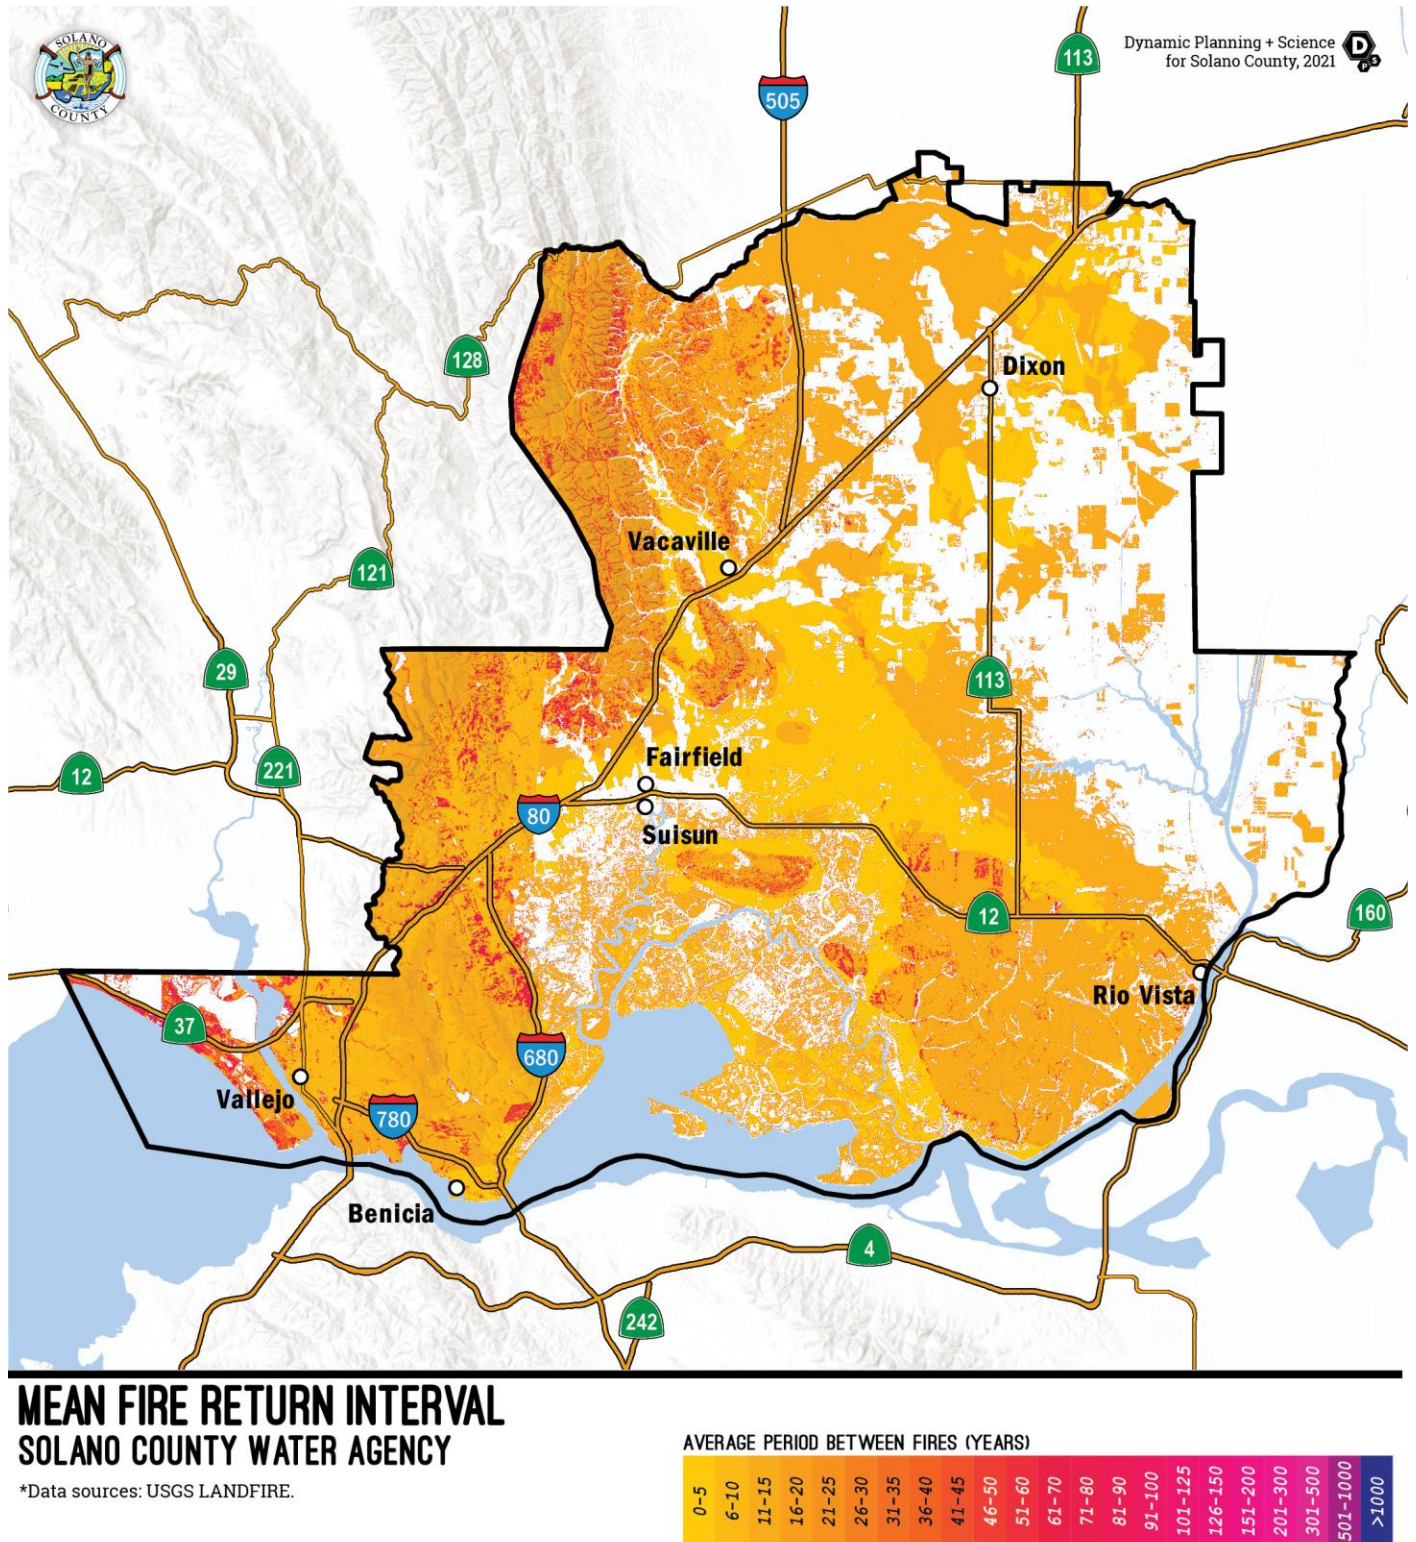 SOLANO
COUNTY
Dynamic Planning + Science
for Solano County, 2021
D
P S
113
505
128
Dixon
121
Vacaville
29
113
12
221
Fairfield
80
Suisun
12
160
Rio Vista
37
680
Vallejo
780
Benicia
4
242
MEAN FIRE RETURN INTERVAL
SOLANO COUNTY WATER AGENCY
*Data sources: USGS LANDFIRE.
AVERAGE PERIOD BETWEEN FIRES (YEARS)
0-5
6-10
11-15
16-20
21-25
26-30
31-35
36-40
41-45
46-50
51-60
61-70
71-80
81-90
91-100
101-125
126-150
151-200
201-300
301-500
501-1000
>1000